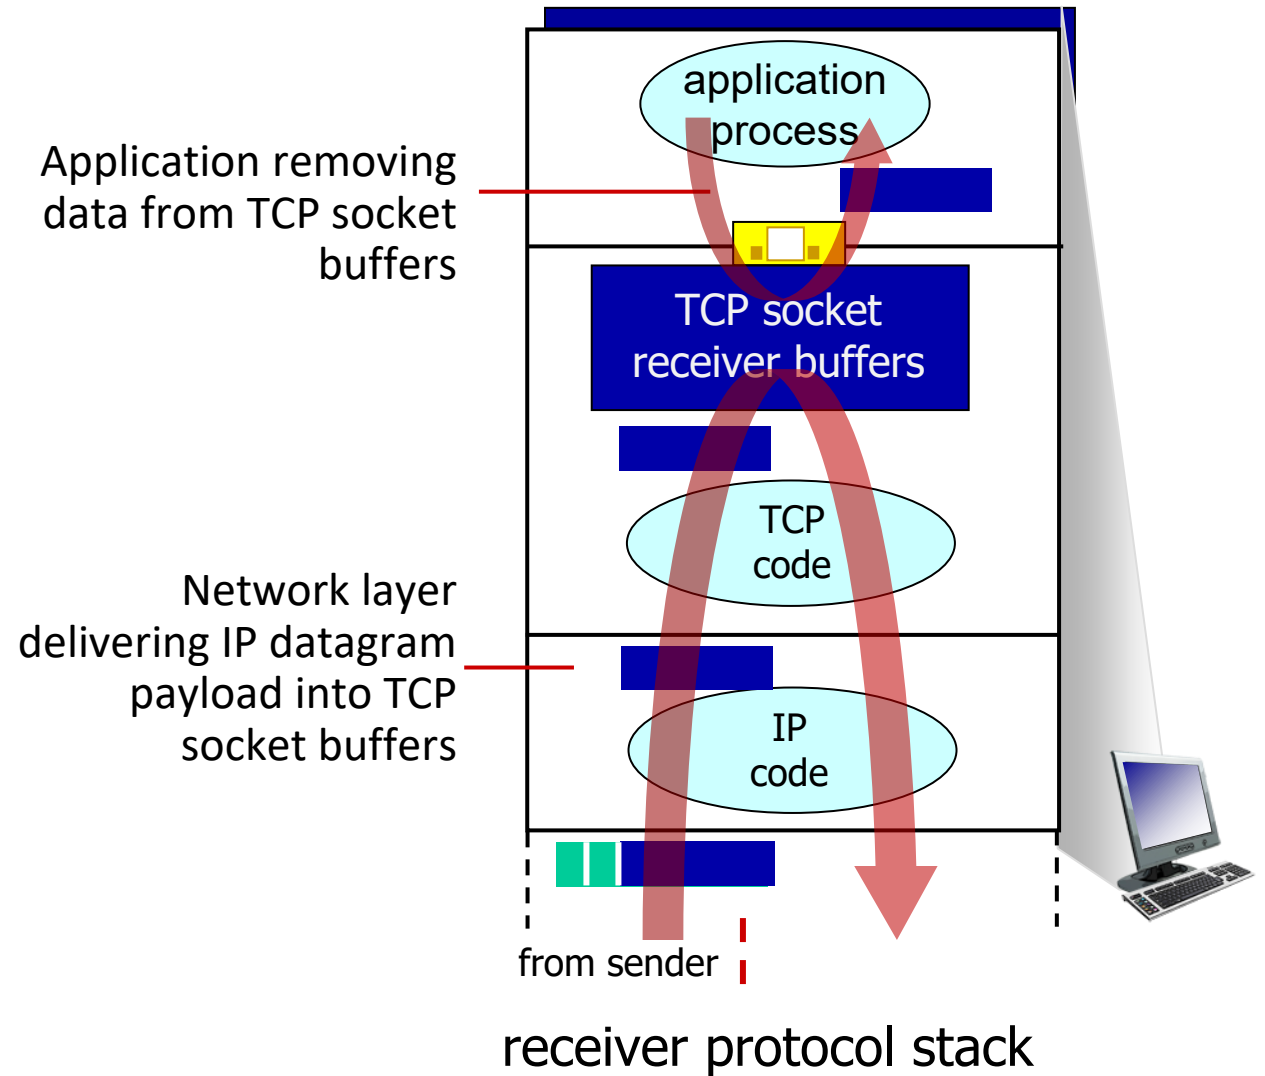 application
process
Application removing
data from TCP socket
buffers
TCP socket
receiver buffers
TCP
code
Network layer
delivering IP datagram
payload into TCP
socket buffers
IP
code
from sender
receiver protocol stack